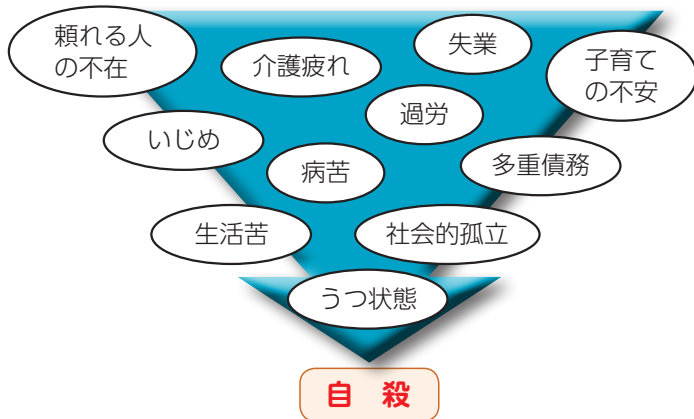 頼れる人
の不在
介護疲れ
失業
子育て
の不安
過労
いじめ
病苦
多重債務
生活苦
社会的孤立
うつ状態
自 殺